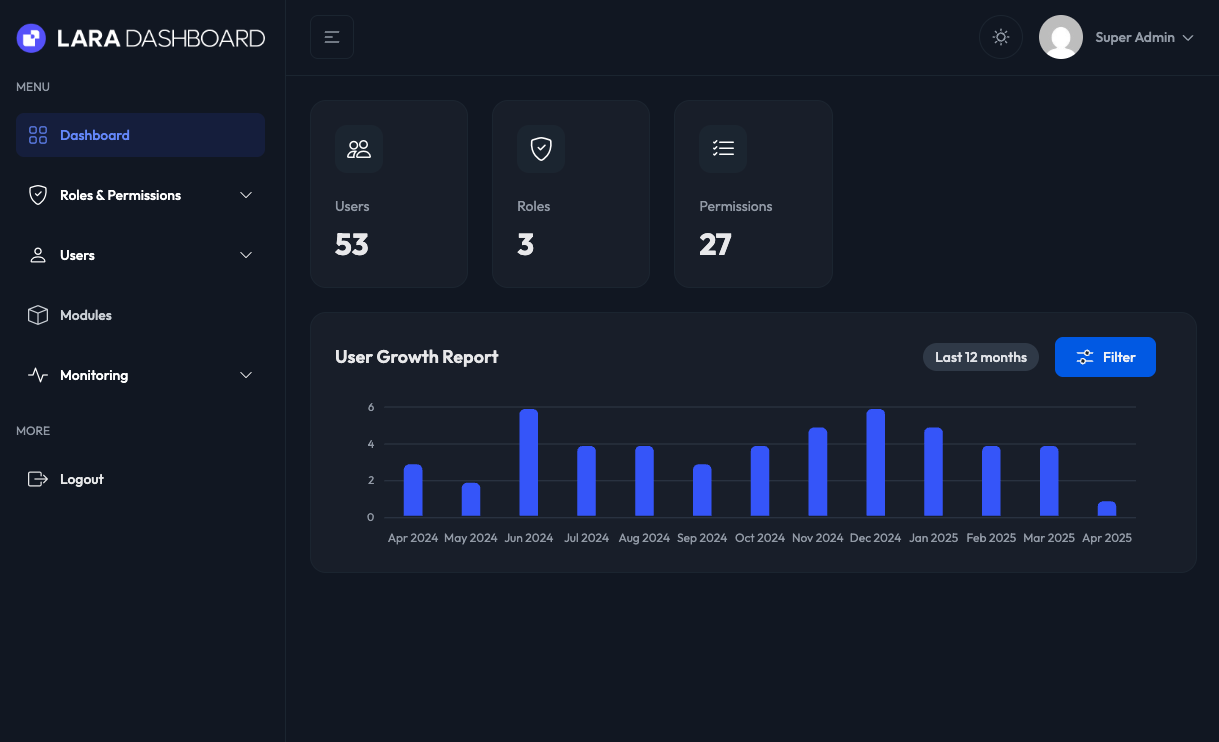 LARA DASHBOARD
MENU
Dashboard
Roles & Permissions
Users
Modules
Monitoring
MORE
Logout
Super Admin
Users
53
Roles
3
Permissions
27
User Growth Report
Last 12 months
Filter
6
4
2
0
Apr 2024 May 2024 Jun 2024 Jul 2024 Aug 2024 Sep 2024 Oct 2024 Nov 2024 Dec 2024 Jan 2025 Feb 2025 Mar 2025 Apr 2025